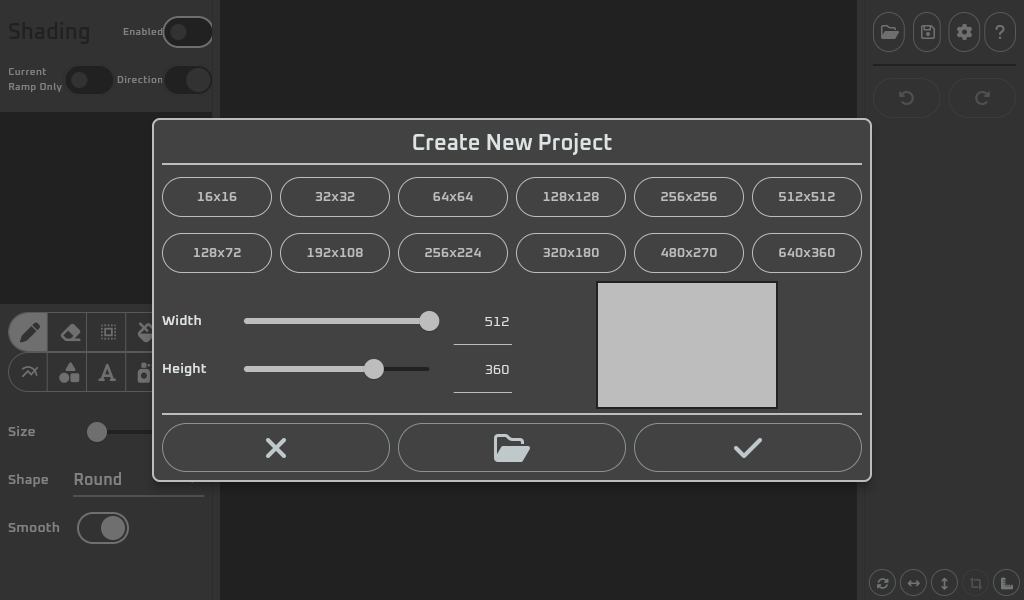 Shading
Enabled
Current
Ramp Only
Direction
?
Create New Project
16x16
32x32
64x64
128x128
256x256
512x512
128x72
192x108
256x224
320x180
480x270
640x360
Width
512
Height
360
A
Size
Shape
Round
Smooth